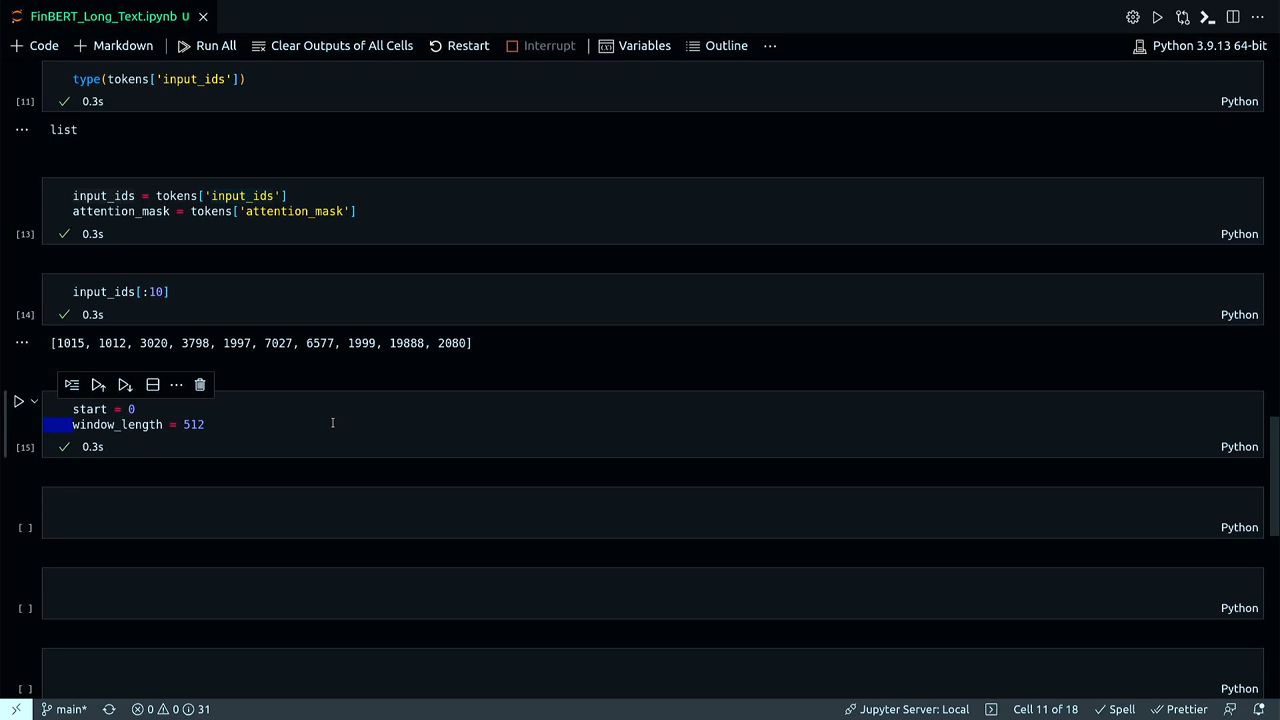 FinBERT_Long_Text.ipynb U
Code Markdown Run All Clear Outputs of All Cells Restart Interrupt Variables Outline ... Python 3.9.13 64-bit
type(tokens['input_ids'])
[11] 0.3s Python
... list
input_ids = tokens['input_ids']
attention_mask = tokens['attention_mask']
[13] 0.3s Python
input_ids[:10]
[14] 0.3s Python
... [1015, 1012, 3020, 3798, 1997, 7027, 6577, 1999, 19888, 2080]
start = 0
window_length = 512
[15] 0.3s Python
[ ] Python
[ ] Python
[ ] Python
main* 0 0 31 Jupyter Server: Local Cell 11 of 18 Spell Prettier